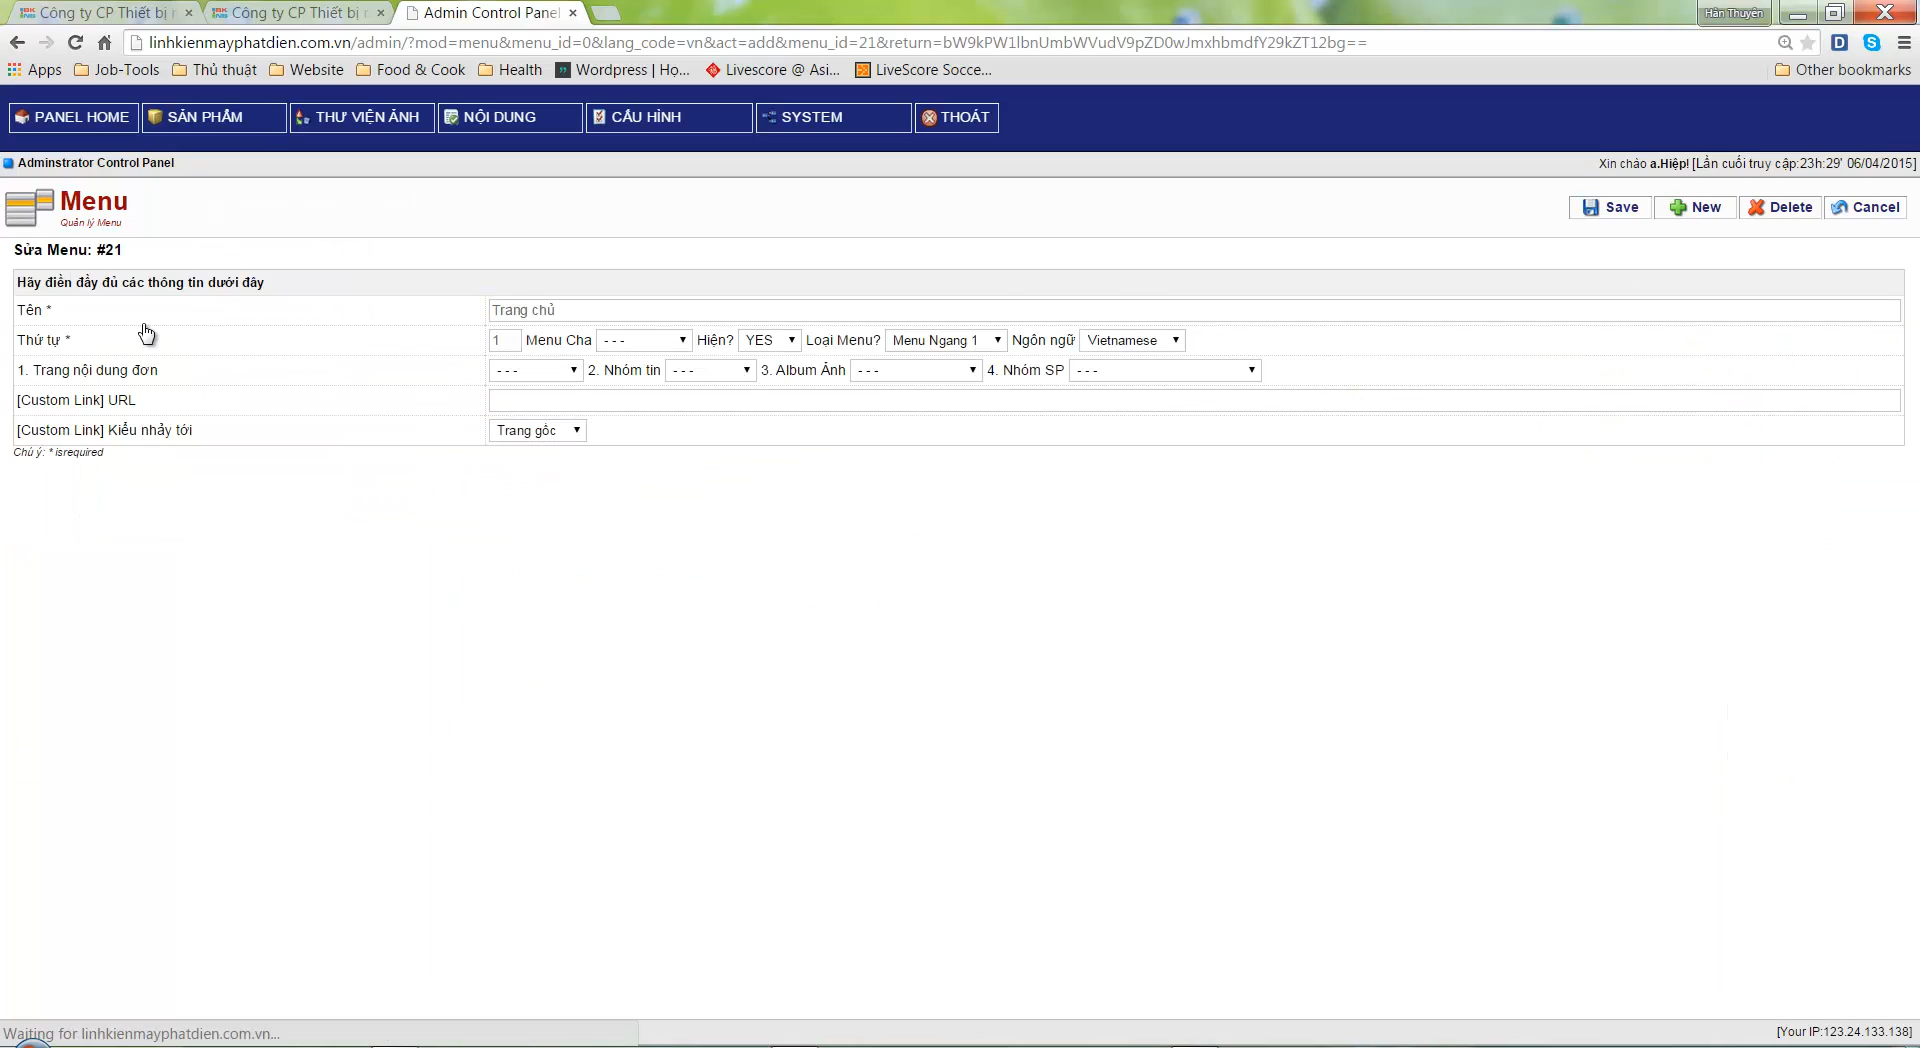 Công ty CP Thiết bị
Công ty CP Thiết bị
Admin Control Panel
Hân Thuyên
linhkienmayphatdien.com.vn/admin/?mod=menu&menu_id=0&lang_code=vn&act=add&menu_id=21&return=bW9kPW1lbnUmbWVudV9pZD0wJmxhbmdfY29kZT12bg==
Apps Job-Tools Thủ thuật Website Food & Cook Health Wordpress | Họ... Livescore @ Asi... LiveScore Socce... Other bookmarks
PANEL HOME SẢN PHẨM THƯ VIỆN ẢNH NỘI DUNG CẤU HÌNH SYSTEM THOÁT
Adminstrator Control Panel Xin chào a.Hiệp! [Lần cuối truy cập:23h:29' 06/04/2015]
Menu
Quản lý Menu
Save New Delete Cancel
Sửa Menu: #21
Hãy điền đầy đủ các thông tin dưới đây
Tên * Trang chủ
Thứ tự * 1 Menu Cha - - - Hiện? YES Loại Menu? Menu Ngang 1 Ngôn ngữ Vietnamese
1. Trang nội dung đơn - - - 2. Nhóm tin - - - 3. Album Ảnh - - - 4. Nhóm SP - - -
[Custom Link] URL
[Custom Link] Kiểu nhảy tới Trang gốc
Chú ý: * isrequired
Waiting for linhkienmayphatdien.com.vn...
[Your IP:123.24.133.138]